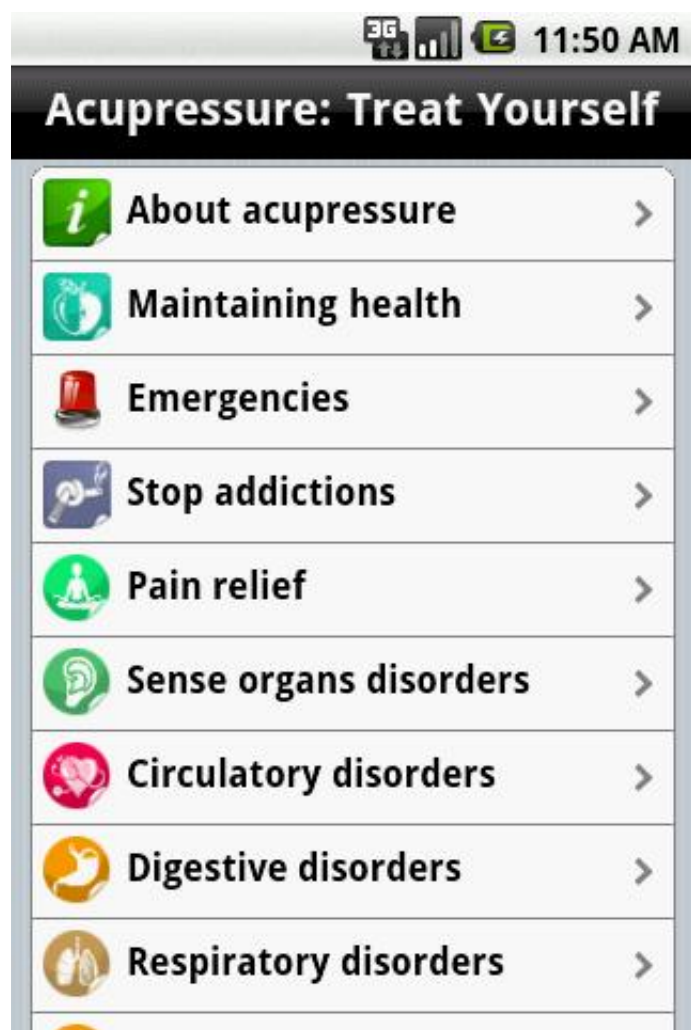 3G 11:50 AM
Acupressure: Treat Yourself
About acupressure
Maintaining health
Emergencies
Stop addictions
Pain relief
Sense organs disorders
Circulatory disorders
Digestive disorders
Respiratory disorders